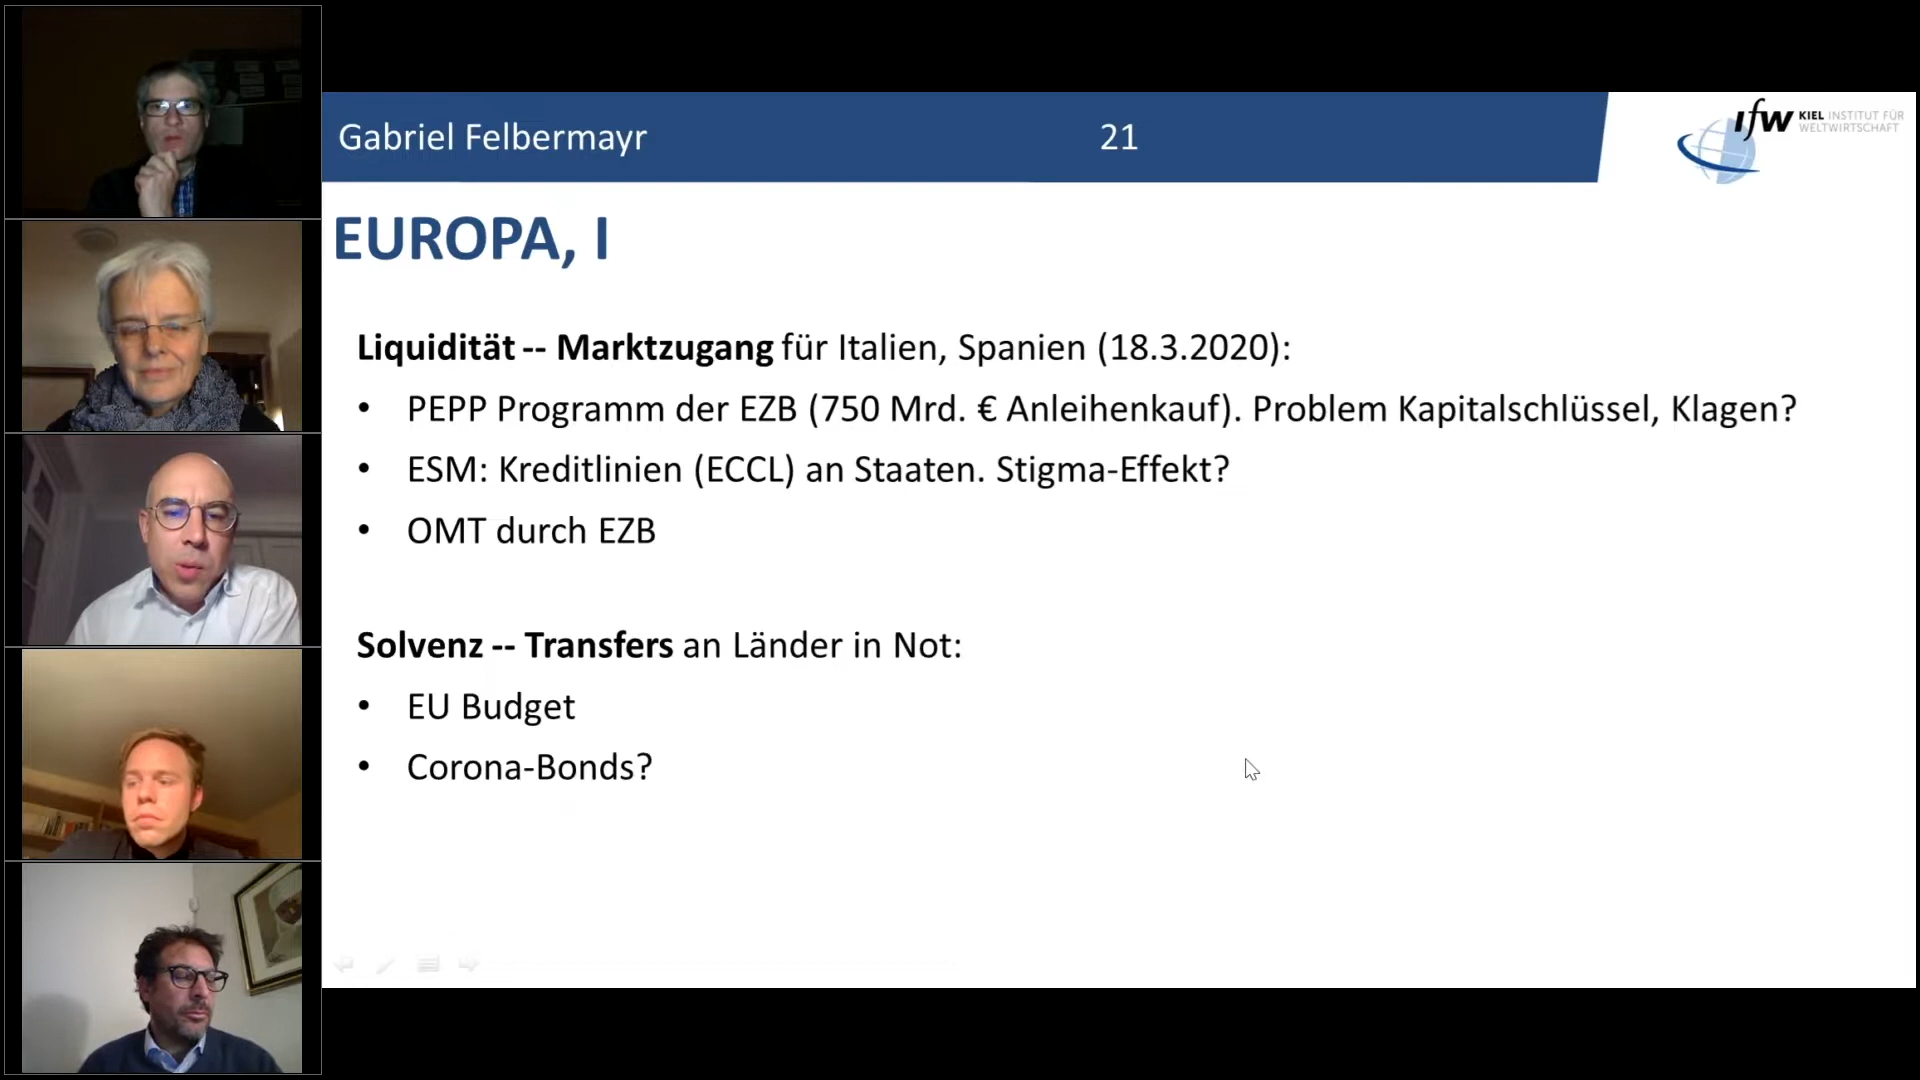 Gabriel Felbermayr
21
IfW KIEL INSTITUT FÜR
WELTWIRTSCHAFT
EUROPA, I
Liquidität -- Marktzugang für Italien, Spanien (18.3.2020):
• PEPP Programm der EZB (750 Mrd. € Anleihenkauf). Problem Kapitalschlüssel, Klagen?
• ESM: Kreditlinien (ECCL) an Staaten. Stigma-Effekt?
• OMT durch EZB
Solvenz -- Transfers an Länder in Not:
• EU Budget
• Corona-Bonds?